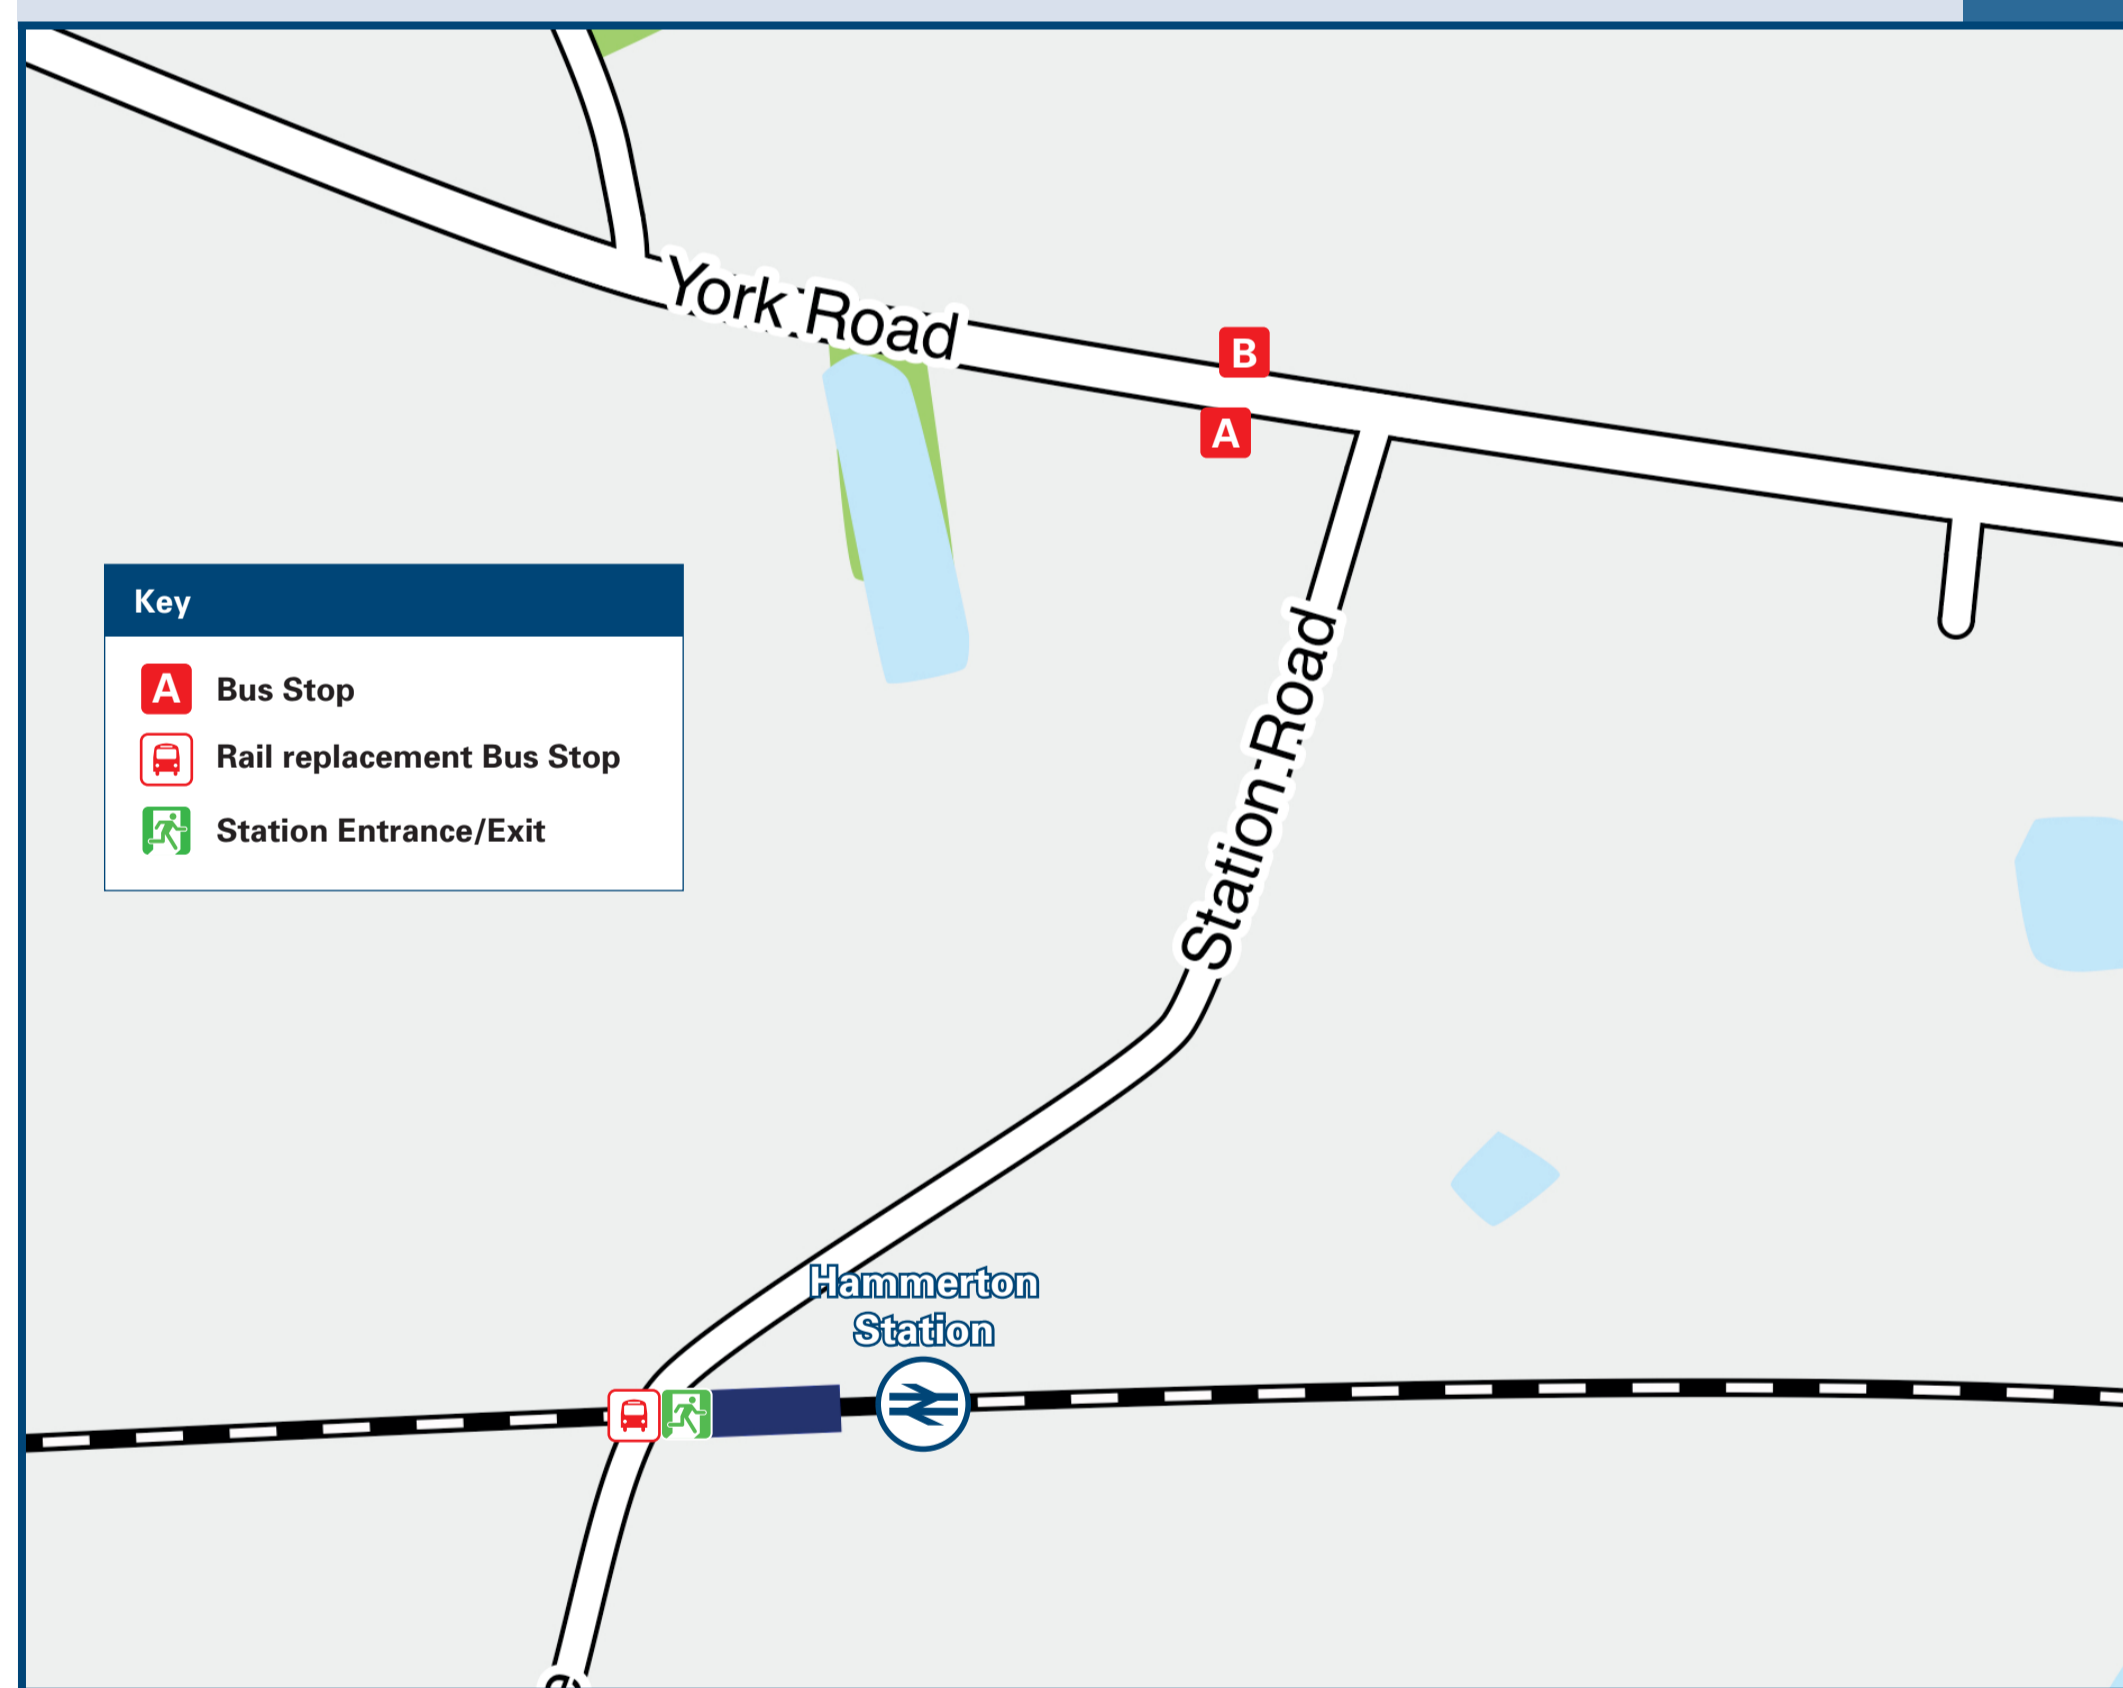 York Road
B
A
Key
A Bus Stop
Rail replacement Bus Stop
Station Entrance/Exit
Station Road
Hammerton
Station